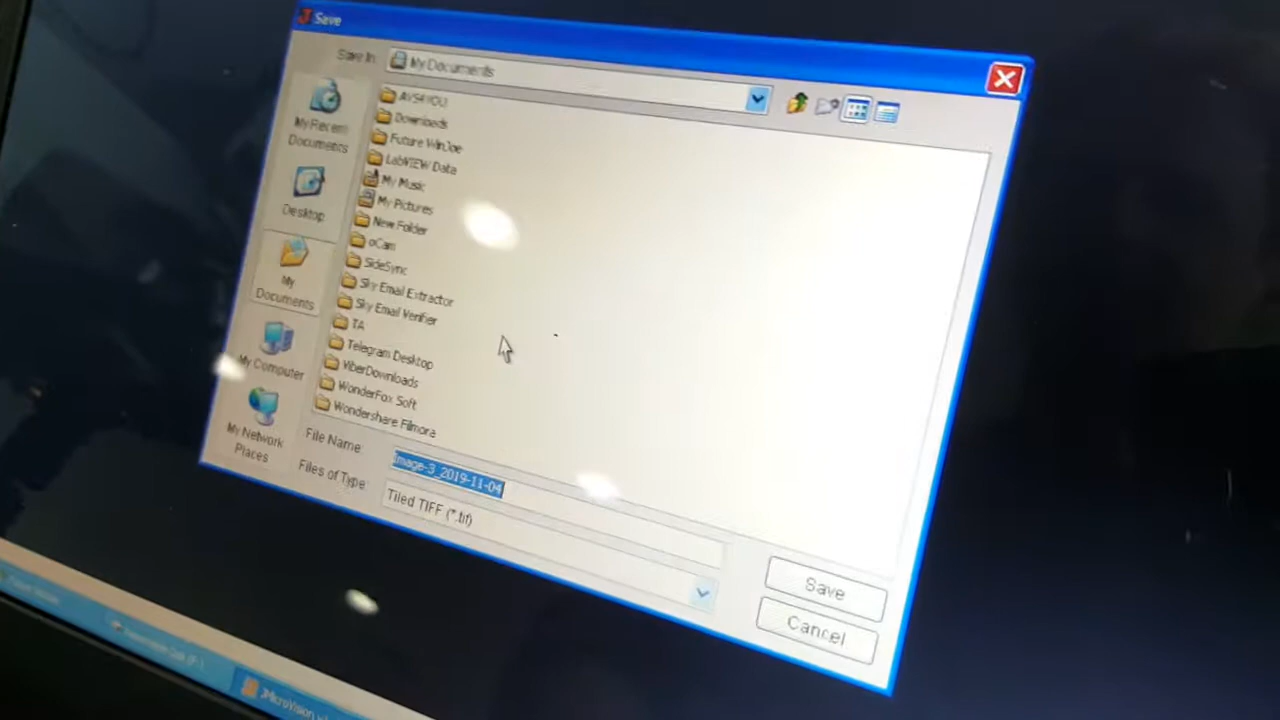 Save
Save In:
My Documents
My Recent
Documents
Desktop
My
Documents
My Computer
My Network
Places
AVS4YOU
Downloads
Future WinJoe
LabVIEW Data
My Music
My Pictures
New Folder
oCam
SideSync
Sky Email Extractor
Sky Email Verifier
TA
Telegram Desktop
ViberDownloads
WonderFox Soft
Wondershare Filmora
File Name:
Image-3_2019-11-04
Files of Type:
Tiled TIFF (*.tif)
Save
Cancel
JMicroVision